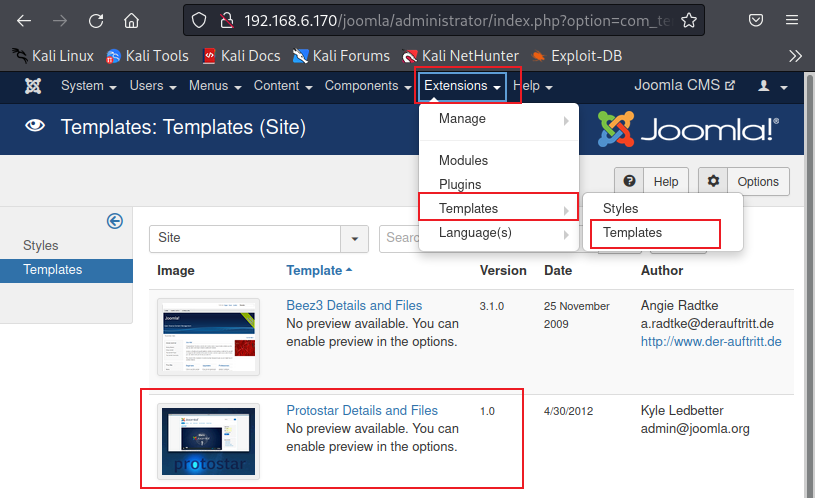 192.168.6.170/joomla/administrator/index.php?option=com_te
Kali Linux Kali Tools Kali Docs Kali Forums Kali NetHunter Exploit-DB
System Users Menus Content Components Extensions Help Joomla CMS
Templates: Templates (Site)
Joomla!®
Manage
Modules
Plugins
Templates
Language(s)
Styles
Templates
Help Options
Styles
Templates
Site
Sear
Image Template Version Date Author
Beez3 Details and Files 3.1.0 25 November 2009 Angie Radtke
No preview available. You can
enable preview in the options.
a.radtke@derauftritt.de
http://www.der-auftritt.de
Joomla!
Protostar Details and Files 1.0 4/30/2012 Kyle Ledbetter
No preview available. You can
enable preview in the options.
admin@joomla.org
protostar